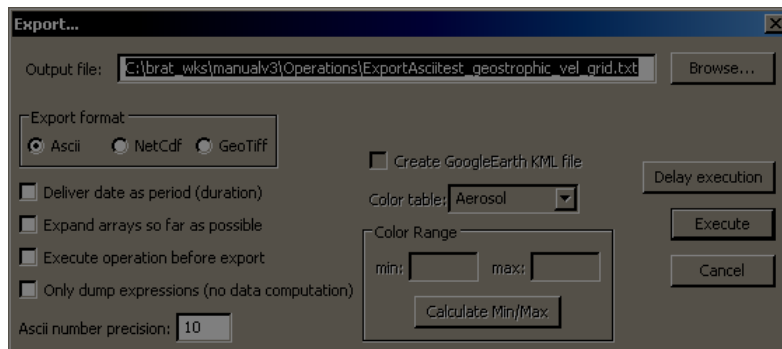 Export...
Output file: C:\brat_wks\manualv3\Operations\ExportAsciitest_geostrophic_vel_grid.txt Browse...
Export format
Ascii NetCdf GeoTiff
Create GoogleEarth KML file
Deliver date as period (duration)
Color table: Aerosol
Delay execution
Expand arrays so far as possible
Color Range
Execute
Execute operation before export
min: max:
Cancel
Only dump expressions (no data computation)
Calculate Min/Max
Ascii number precision: 10